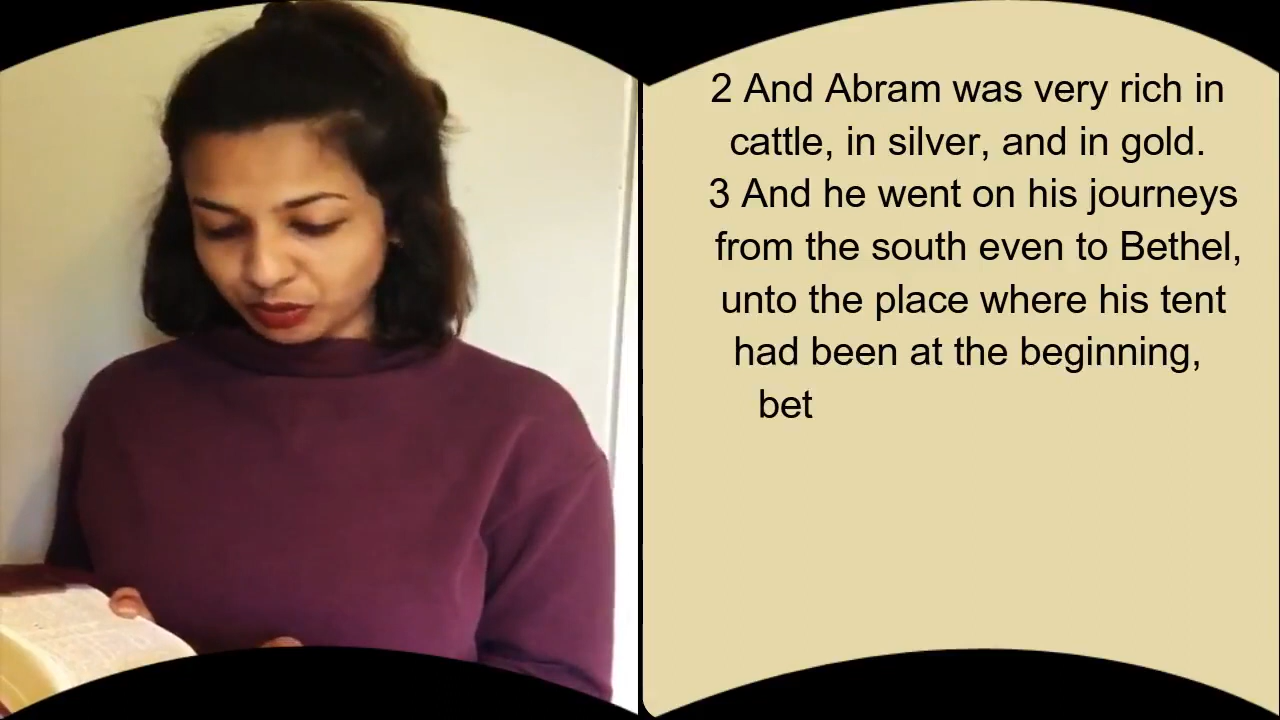 2 And Abram was very rich in
cattle, in silver, and in gold.
3 And he went on his journeys
from the south even to Bethel,
unto the place where his tent
had been at the beginning,
bet